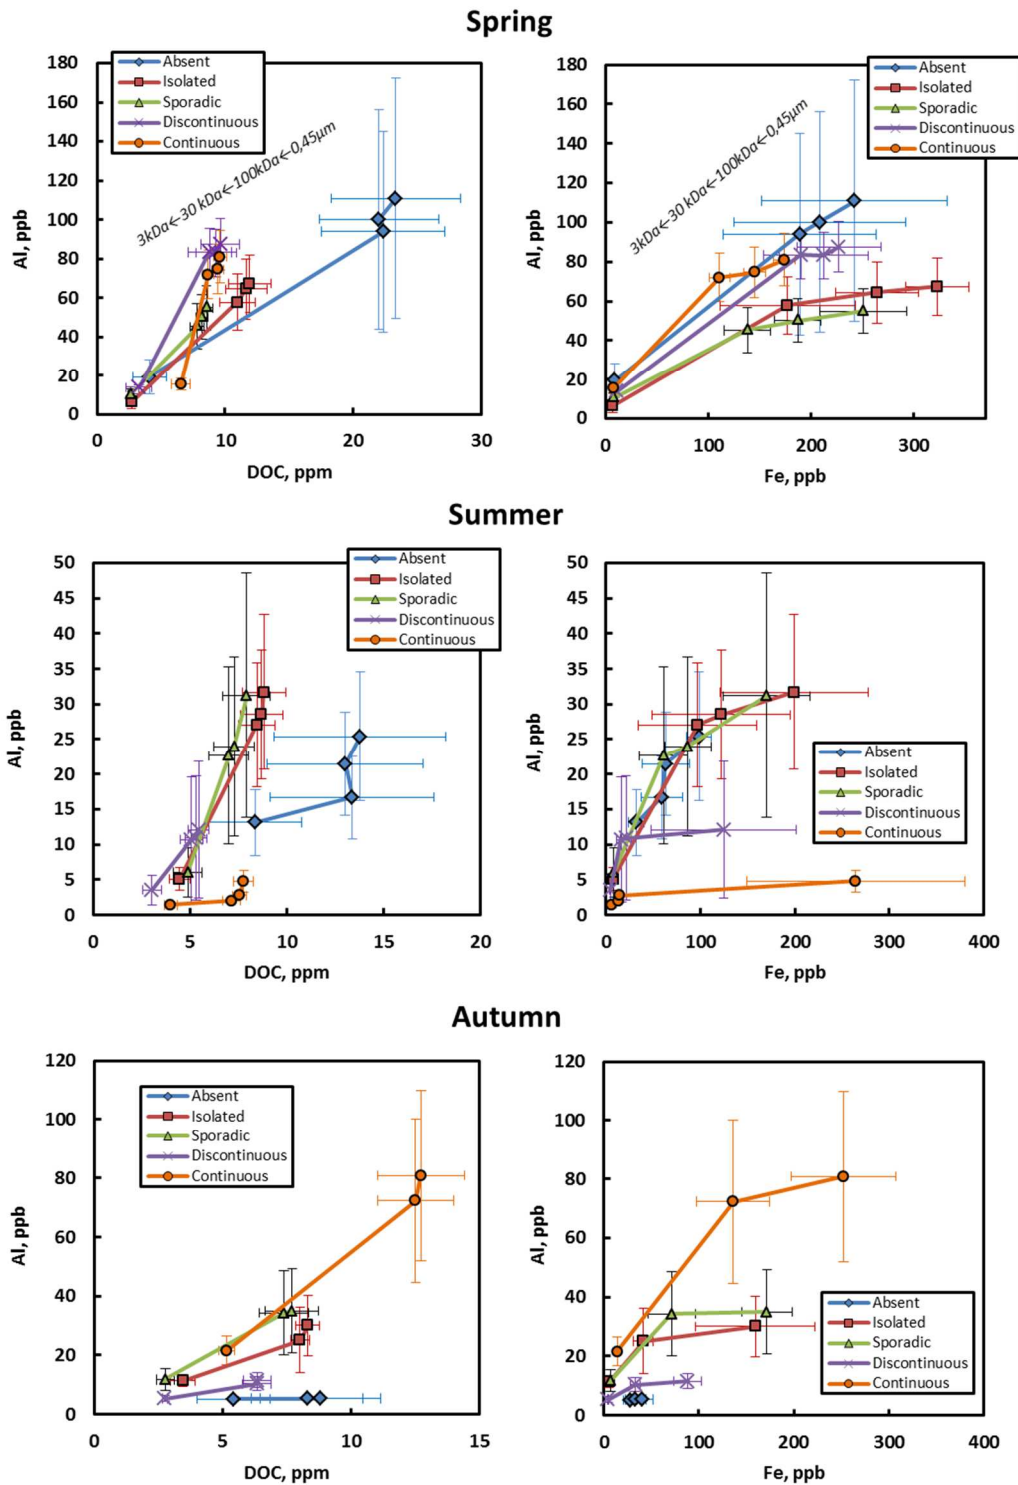 Spring
Absent
Isolated
Sporadic
Discontinuous
Continuous
3kDa←30 kDa←100kDa←0,45µm
180
160
140
120
100
80
60
40
20
0
Al, ppb
0 10 20 30
DOC, ppm
Absent
Isolated
Sporadic
Discontinuous
Continuous
3kDa←30 kDa←100kDa←0,45µm
180
160
140
120
100
80
60
40
20
0
Al, ppb
0 100 200 300
Fe, ppb
Summer
Absent
Isolated
Sporadic
Discontinuous
Continuous
50
45
40
35
30
25
20
15
10
5
0
Al, ppb
0 5 10 15 20
DOC, ppm
50
45
40
35
30
25
20
15
10
5
0
Al, ppb
Absent
Isolated
Sporadic
Discontinuous
Continuous
0 100 200 300 400
Fe, ppb
Autumn
120
100
80
60
40
20
0
Al, ppb
Absent
Isolated
Sporadic
Discontinuous
Continuous
0 5 10 15
DOC, ppm
120
100
80
60
40
20
0
Al, ppb
Absent
Isolated
Sporadic
Discontinuous
Continuous
0 100 200 300 400
Fe, ppb